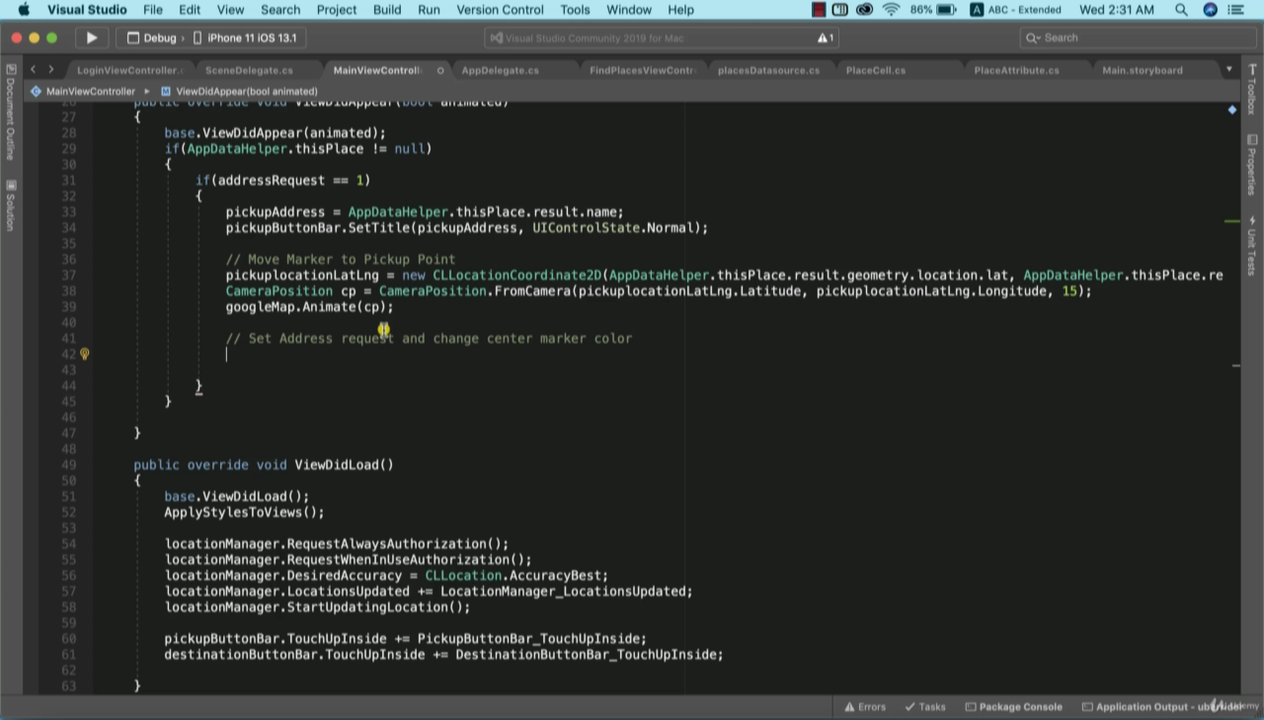 Visual Studio File Edit View Search Project Build Run Version Control Tools Window Help 86% A ABC - Extended Wed 2:31 AM
Debug › iPhone 11 iOS 13.1 Visual Studio Community 2019 for Mac 1 Search
LoginViewController. SceneDelegate.cs MainViewControll AppDelegate.cs FindPlacesViewContr placesDatasource.cs PlaceCell.cs PlaceAttribute.cs Main.storyboard
MainViewController ViewDidAppear(bool animated)
Document Outline
Solution
Toolbox
Properties
Unit Tests
26 public override void ViewDidAppear(bool animated)
27 {
28 base.ViewDidAppear(animated);
29 if(AppDataHelper.thisPlace != null)
30 {
31 if(addressRequest == 1)
32 {
33 pickupAddress = AppDataHelper.thisPlace.result.name;
34 pickupButtonBar.SetTitle(pickupAddress, UIControlState.Normal);
35
36 // Move Marker to Pickup Point
37 pickuplocationLatLng = new CLLocationCoordinate2D(AppDataHelper.thisPlace.result.geometry.location.lat, AppDataHelper.thisPlace.re
38 CameraPosition cp = CameraPosition.FromCamera(pickuplocationLatLng.Latitude, pickuplocationLatLng.Longitude, 15);
39 googleMap.Animate(cp);
40
41 // Set Address request and change center marker color
42
43
44 }
45 }
46
47 }
48
49 public override void ViewDidLoad()
50 {
51 base.ViewDidLoad();
52 ApplyStylesToViews();
53
54 locationManager.RequestAlwaysAuthorization();
55 locationManager.RequestWhenInUseAuthorization();
56 locationManager.DesiredAccuracy = CLLocation.AccuracyBest;
57 locationManager.LocationsUpdated += LocationManager_LocationsUpdated;
58 locationManager.StartUpdatingLocation();
59
60 pickupButtonBar.TouchUpInside += PickupButtonBar_TouchUpInside;
61 destinationButtonBar.TouchUpInside += DestinationButtonBar_TouchUpInside;
62
63 }
Errors Tasks Package Console Application Output - Udemy